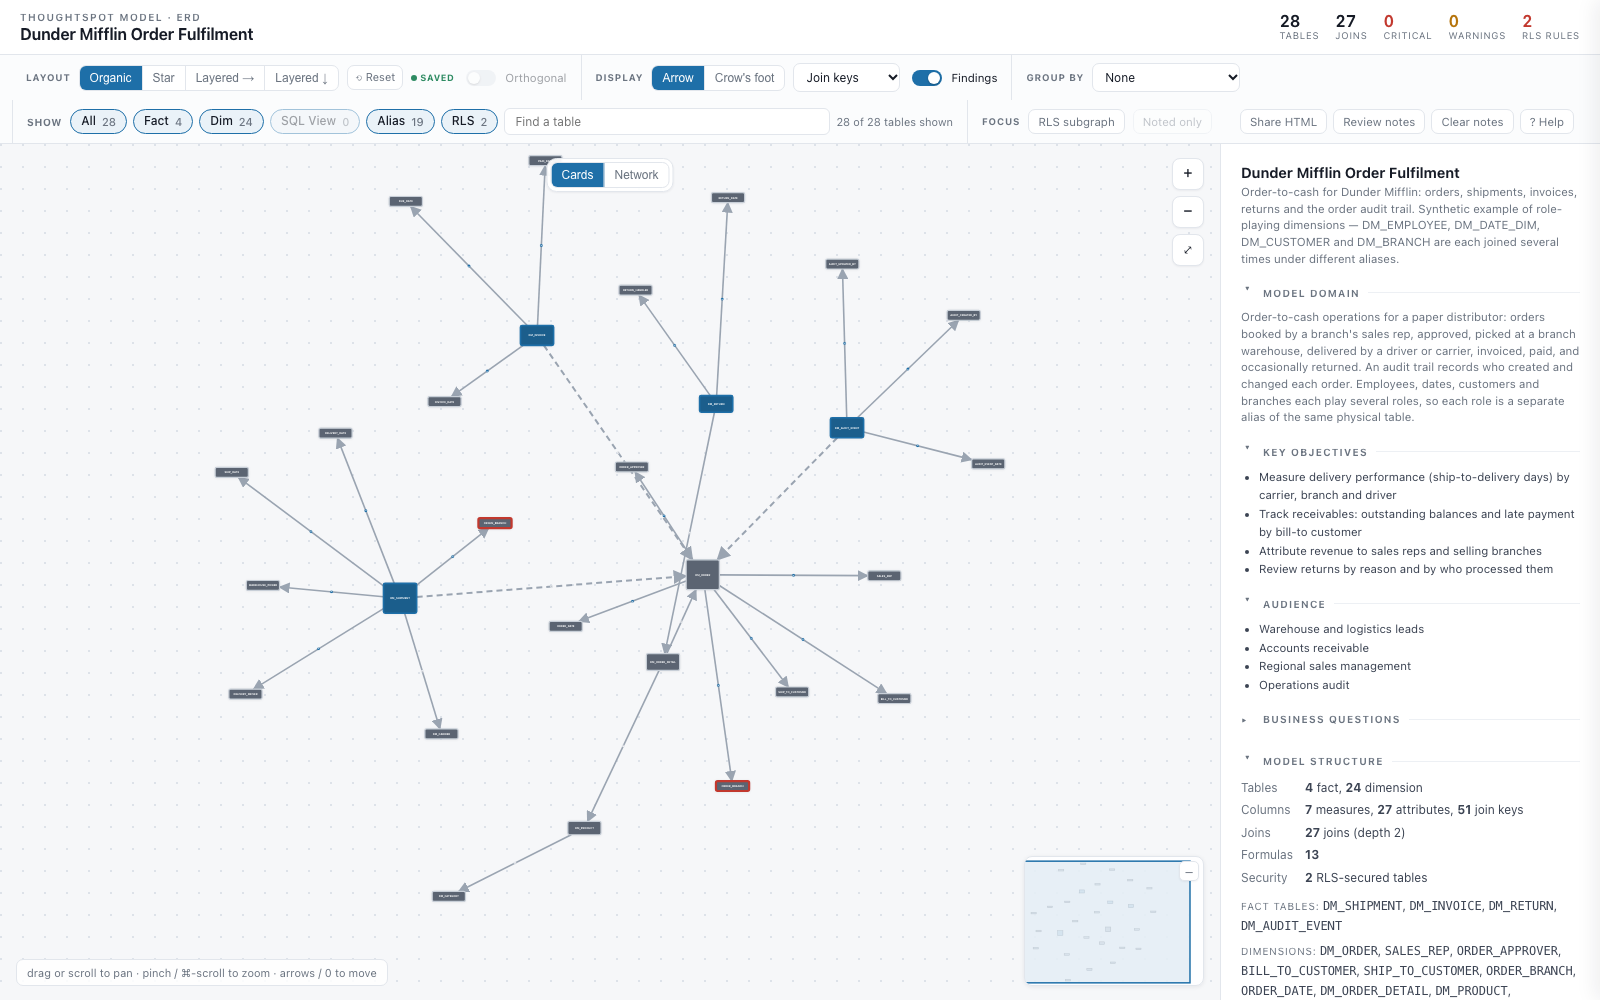 THOUGHTSPOT MODEL · ERD
Dunder Mifflin Order Fulfilment
28 TABLES
27 JOINS
0 CRITICAL
0 WARNINGS
2 RLS RULES
LAYOUT Organic Star Layered → Layered ↓ Reset SAVED Orthogonal DISPLAY Arrow Crow's foot Join keys Findings GROUP BY None
SHOW All 28 Fact 4 Dim 24 SQL View 0 Alias 19 RLS 2 Find a table 28 of 28 tables shown FOCUS RLS subgraph Noted only Share HTML Review notes Clear notes ? Help
Cards Network
+
−
drag or scroll to pan · pinch / ⌘-scroll to zoom · arrows / 0 to move
Dunder Mifflin Order Fulfilment
Order-to-cash for Dunder Mifflin: orders, shipments, invoices,
returns and the order audit trail. Synthetic example of role-
playing dimensions — DM_EMPLOYEE, DM_DATE_DIM,
DM_CUSTOMER and DM_BRANCH are each joined several
times under different aliases.
MODEL DOMAIN
Order-to-cash operations for a paper distributor: orders
booked by a branch's sales rep, approved, picked at a branch
warehouse, delivered by a driver or carrier, invoiced, paid, and
occasionally returned. An audit trail records who created and
changed each order. Employees, dates, customers and
branches each play several roles, so each role is a separate
alias of the same physical table.
KEY OBJECTIVES
• Measure delivery performance (ship-to-delivery days) by
carrier, branch and driver
• Track receivables: outstanding balances and late payment
by bill-to customer
• Attribute revenue to sales reps and selling branches
• Review returns by reason and by who processed them
AUDIENCE
• Warehouse and logistics leads
• Accounts receivable
• Regional sales management
• Operations audit
BUSINESS QUESTIONS
MODEL STRUCTURE
Tables 4 fact, 24 dimension
Columns 7 measures, 27 attributes, 51 join keys
Joins 27 joins (depth 2)
Formulas 13
Security 2 RLS-secured tables
FACT TABLES: DM_SHIPMENT, DM_INVOICE, DM_RETURN,
DM_AUDIT_EVENT
DIMENSIONS: DM_ORDER, SALES_REP, ORDER_APPROVER,
BILL_TO_CUSTOMER, SHIP_TO_CUSTOMER, ORDER_BRANCH,
ORDER_DATE, DM_ORDER_DETAIL, DM_PRODUCT,